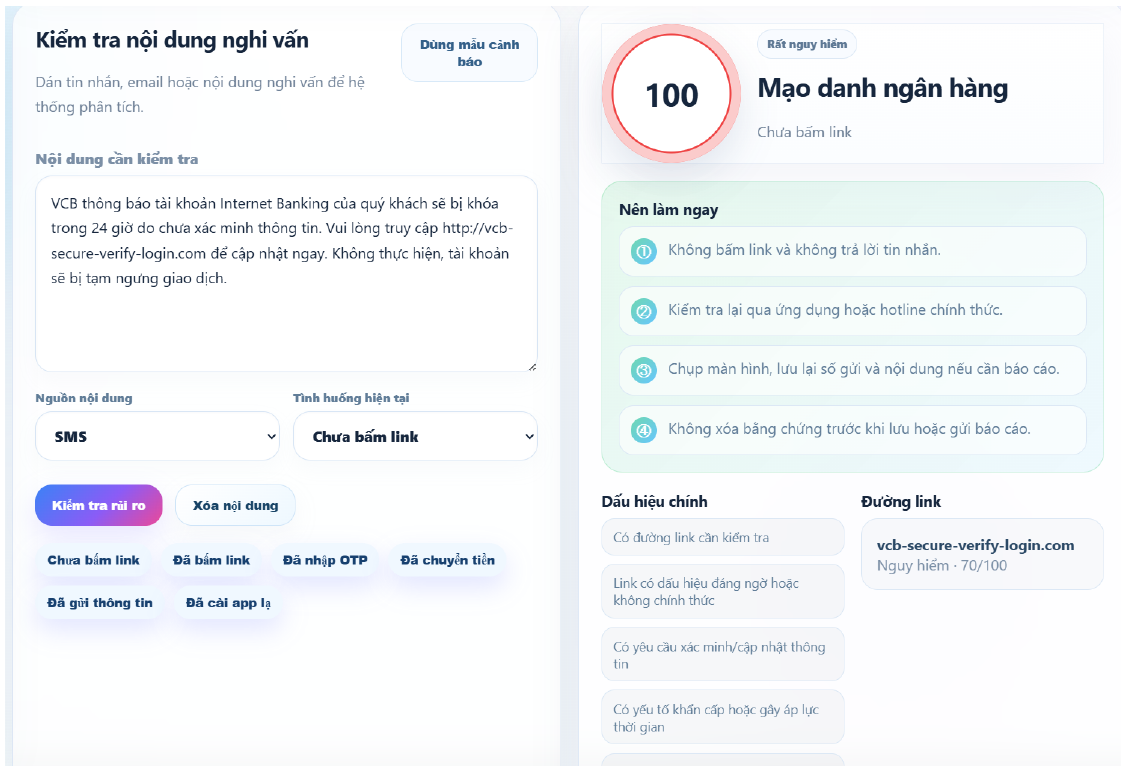 Kiểm tra nội dung nghi vấn
Dùng mẫu cảnh
báo
Dán tin nhắn, email hoặc nội dung nghi vấn để hệ
thống phân tích.
Nội dung cần kiểm tra
VCB thông báo tài khoản Internet Banking của quý khách sẽ bị khóa
trong 24 giờ do chưa xác minh thông tin. Vui lòng truy cập http://vcb-
secure-verify-login.com để cập nhật ngay. Không thực hiện, tài khoản
sẽ bị tạm ngưng giao dịch.
Nguồn nội dung
Tình huống hiện tại
SMS
Chưa bấm link
Kiểm tra rủi ro
Xóa nội dung
Chưa bấm link
Đã bấm link
Đã nhập OTP
Đã chuyển tiền
Đã gửi thông tin
Đã cài app lạ
100
Rất nguy hiểm
Mạo danh ngân hàng
Chưa bấm link
Nên làm ngay
① Không bấm link và không trả lời tin nhắn.
② Kiểm tra lại qua ứng dụng hoặc hotline chính thức.
③ Chụp màn hình, lưu lại số gửi và nội dung nếu cần báo cáo.
④ Không xóa bằng chứng trước khi lưu hoặc gửi báo cáo.
Dấu hiệu chính
Có đường link cần kiểm tra
Link có dấu hiệu đáng ngờ hoặc
không chính thức
Có yêu cầu xác minh/cập nhật thông
tin
Có yếu tố khẩn cấp hoặc gây áp lực
thời gian
Đường link
vcb-secure-verify-login.com
Nguy hiểm · 70/100